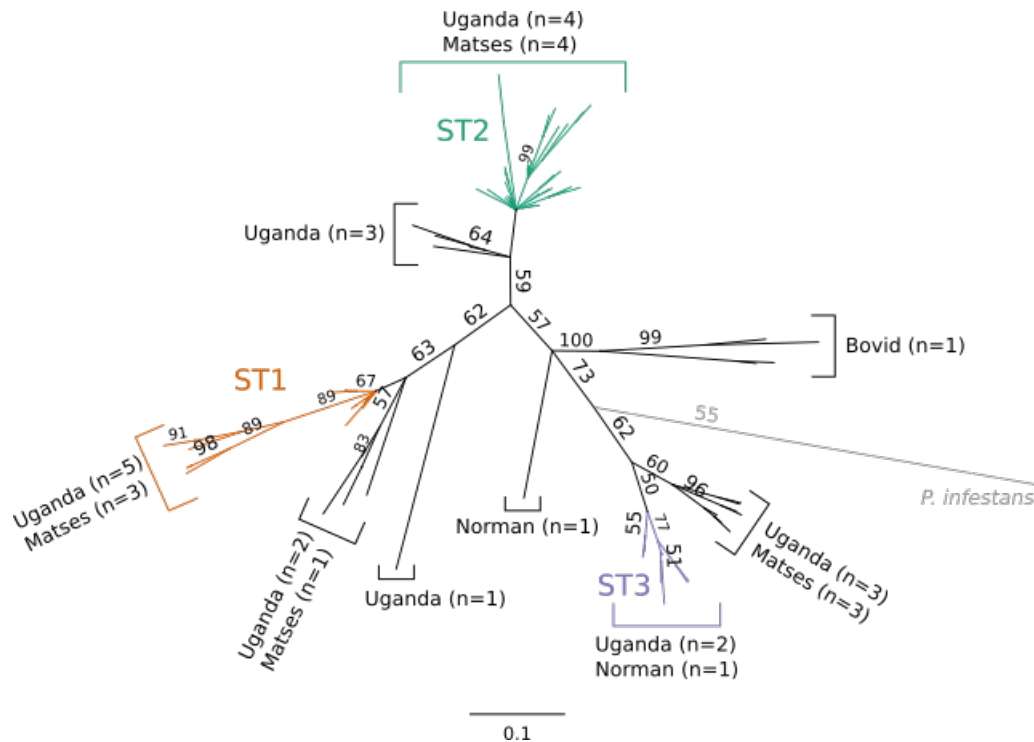 Uganda (n=4)
Matses (n=4)
ST2
99
Uganda (n=3)
64
59
62
57
100
99
Bovid (n=1)
63
73
ST1
67
57
89
55
91
98
89
62
83
P. infestans
Uganda (n=5)
Matses (n=3)
60
96
50
Norman (n=1)
55
77
51
Uganda (n=3)
Matses (n=3)
Uganda (n=2)
Matses (n=1)
ST3
Uganda (n=1)
Uganda (n=2)
Norman (n=1)
0.1